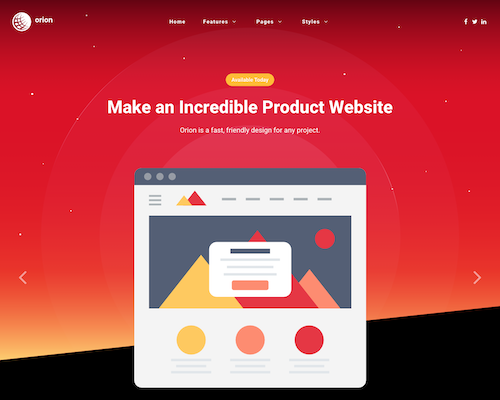 orion
Home Features Pages Styles
Available Today
Make an Incredible Product Website
Orion is a fast, friendly design for any project.